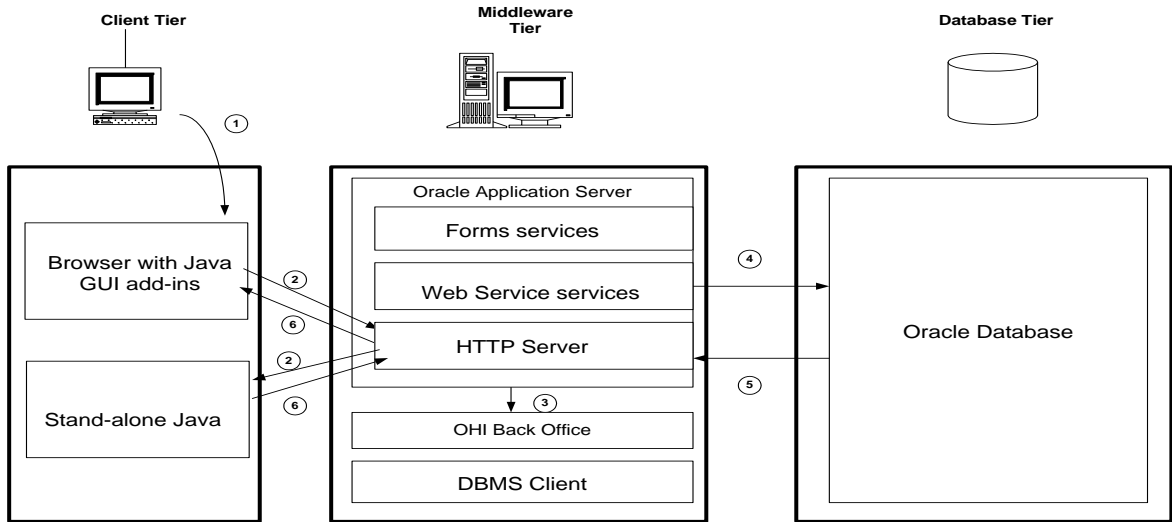 Client Tier
Middleware
Tier
Database Tier
1
Oracle Application Server
Forms services
Browser with Java
GUI add-ins
2
4
Web Service services
6
HTTP Server
Oracle Database
2
5
Stand-alone Java
6
3
OHI Back Office
DBMS Client